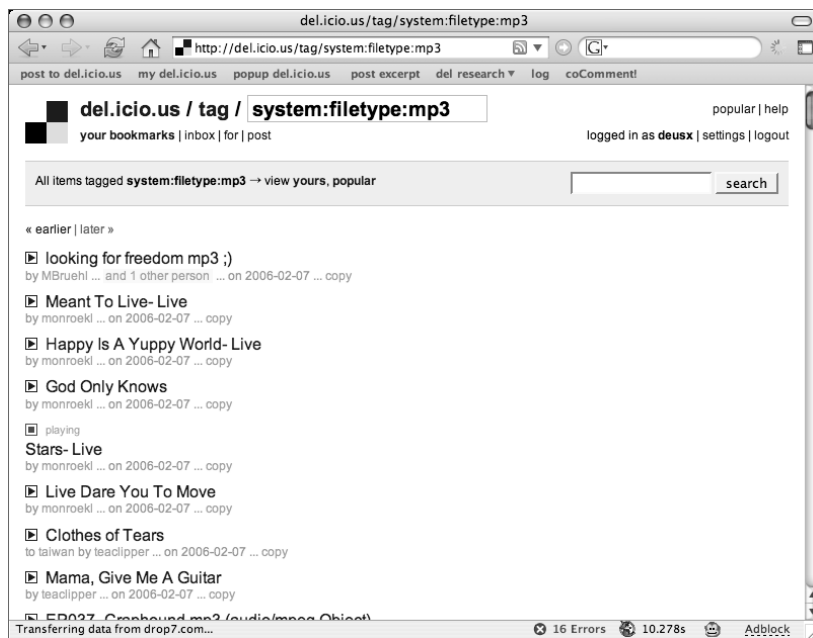 del.icio.us/tag/system:filetype:mp3
http://del.icio.us/tag/system:filetype:mp3
G
post to del.icio.us my del.icio.us popup del.icio.us post excerpt del research ▾ log coComment!
del.icio.us / tag / system:filetype:mp3
popular | help
your bookmarks | inbox | for | post
logged in as deusx | settings | logout
All items tagged system:filetype:mp3 → view yours, popular
search
« earlier | later »
looking for freedom mp3 ;)
by MBruehl ... and 1 other person ... on 2006-02-07 ... copy
Meant To Live- Live
by monroekl ... on 2006-02-07 ... copy
Happy Is A Yuppy World- Live
by monroekl ... on 2006-02-07 ... copy
God Only Knows
by monroekl ... on 2006-02-07 ... copy
playing
Stars- Live
by monroekl ... on 2006-02-07 ... copy
Live Dare You To Move
by monroekl ... on 2006-02-07 ... copy
Clothes of Tears
to taiwan by teaclipper ... on 2006-02-07 ... copy
Mama, Give Me A Guitar
by teaclipper ... on 2006-02-07 ... copy
(audio/mpeg Object)
Transferring data from drop7.com...
16 Errors 10.278s Adblock